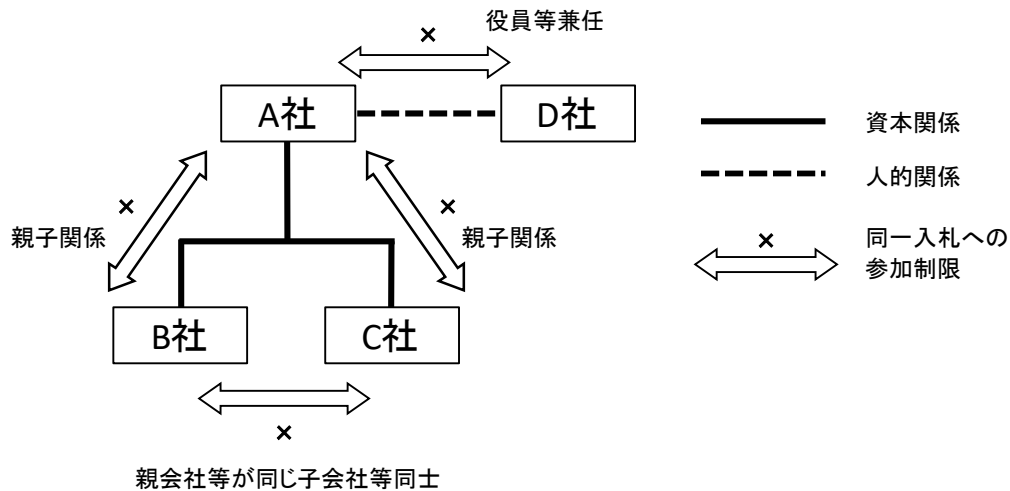 役員等兼任
×
A社
D社
資本関係
人的関係
×
親子関係
×
親子関係
×
同一入札への
参加制限
B社
C社
×
親会社等が同じ子会社等同士